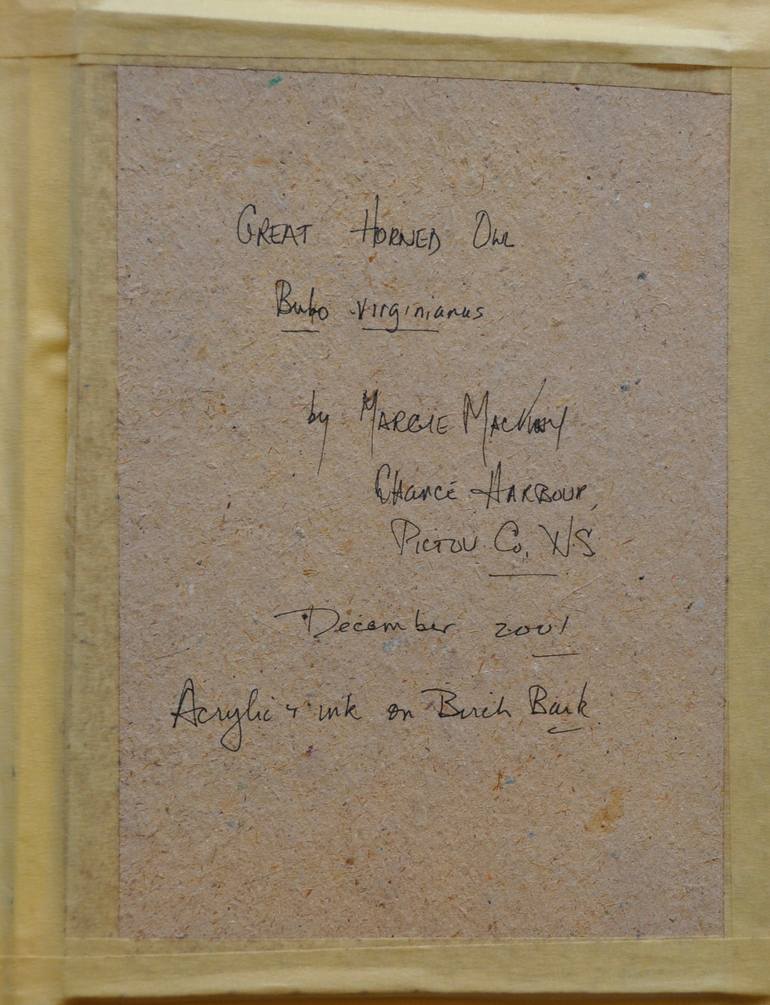 GREAT HORNED OWL
Bubo virginianus
by MARGIE MACKAY
CHANCE HARBOUR,
PICTOU Co, N.S
December 2001
Acrylic + ink on Birch Bark